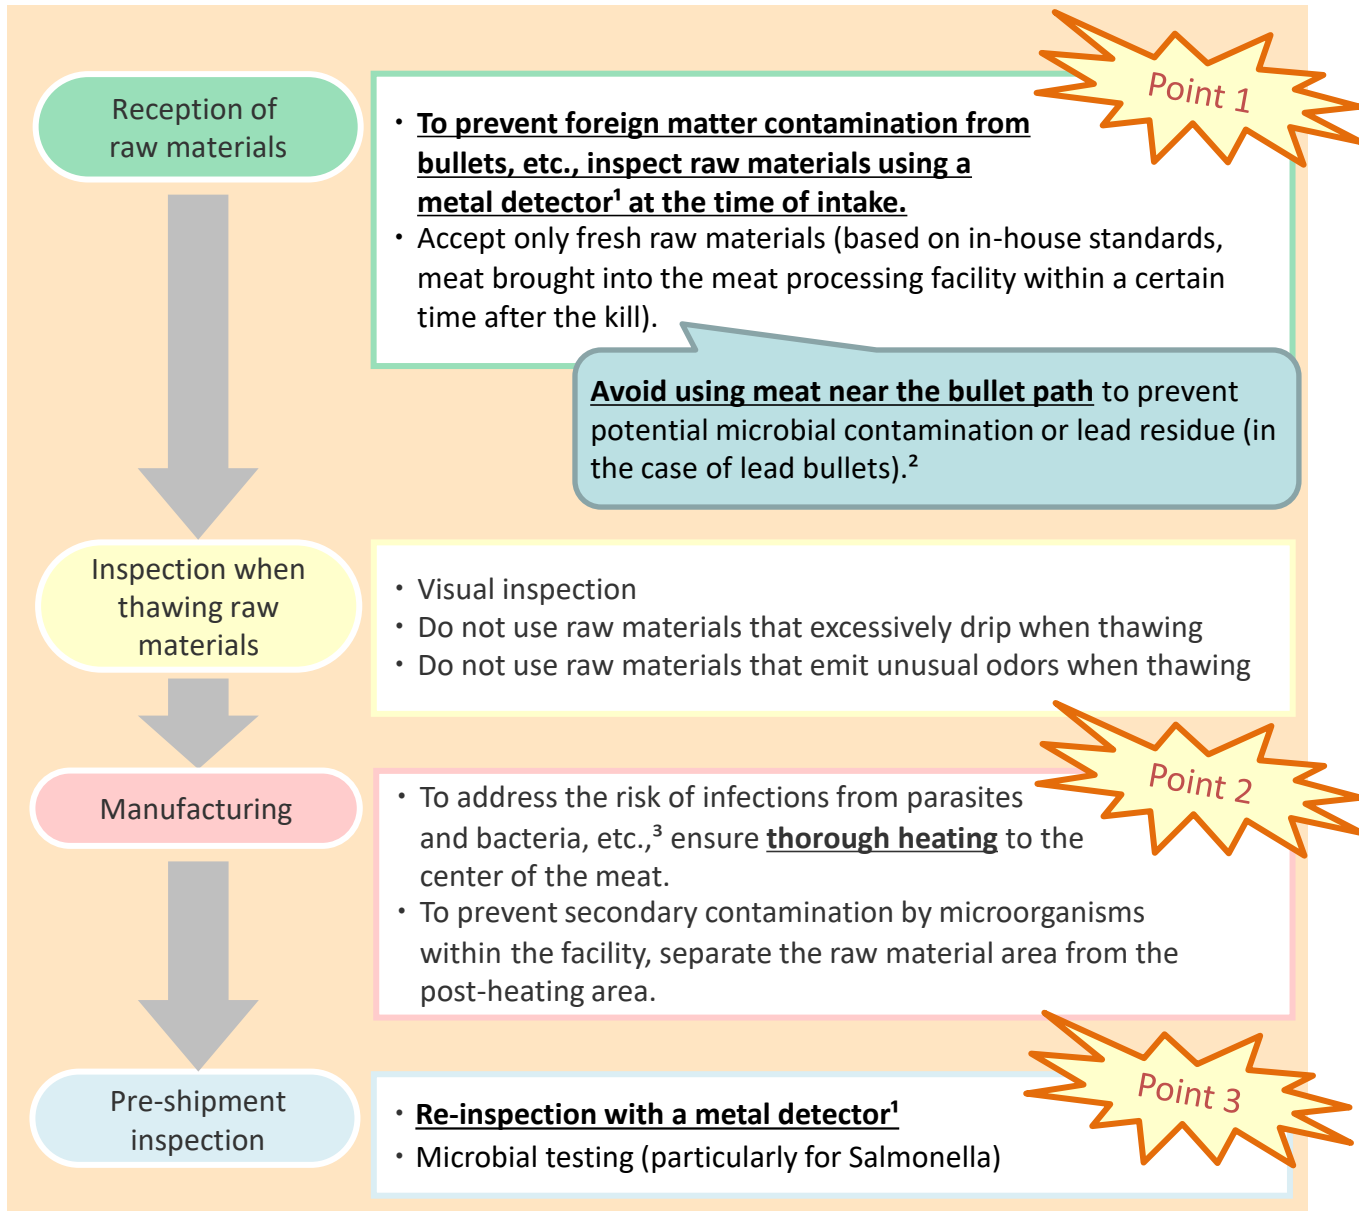 Point 1
Reception of
raw materials
・To prevent foreign matter contamination from
bullets, etc., inspect raw materials using a
metal detector¹ at the time of intake.
・Accept only fresh raw materials (based on in-house standards,
meat brought into the meat processing facility within a certain
time after the kill).
Avoid using meat near the bullet path to prevent
potential microbial contamination or lead residue (in
the case of lead bullets).²
Inspection when
thawing raw
materials
・Visual inspection
・Do not use raw materials that excessively drip when thawing
・Do not use raw materials that emit unusual odors when thawing
Point 2
Manufacturing
・To address the risk of infections from parasites
and bacteria, etc.,³ ensure thorough heating to the
center of the meat.
・To prevent secondary contamination by microorganisms
within the facility, separate the raw material area from the
post-heating area.
Point 3
Pre-shipment
inspection
・Re-inspection with a metal detector¹
・Microbial testing (particularly for Salmonella)